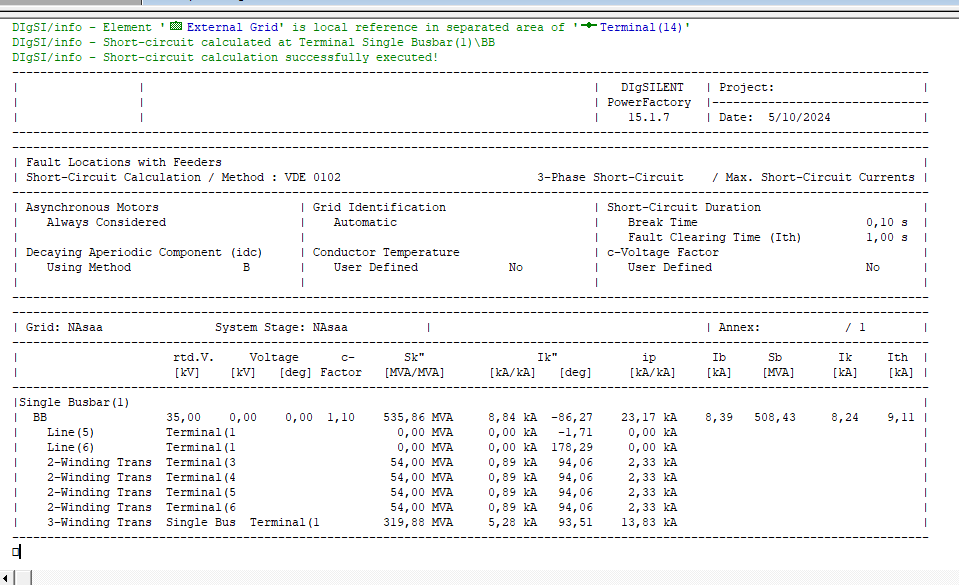 DIgSI/info - Element 'External Grid' is local reference in separated area of 'Terminal(14)'
DIgSI/info - Short-circuit calculated at Terminal Single Busbar(1)\BB
DIgSI/info - Short-circuit calculation successfully executed!
DIgSILENT | Project:
PowerFactory
15.1.7 | Date: 5/10/2024
Fault Locations with Feeders
Short-Circuit Calculation / Method : VDE 0102 3-Phase Short-Circuit / Max. Short-Circuit Currents
Asynchronous Motors | Grid Identification | Short-Circuit Duration
Always Considered | Automatic | Break Time 0,10 s
Fault Clearing Time (Ith) 1,00 s
Decaying Aperiodic Component (idc) | Conductor Temperature | c-Voltage Factor
Using Method B | User Defined No | User Defined No
Grid: NAsaa System Stage: NAsaa | | Annex: / 1
rtd.V. Voltage c- Sk" Ik" ip Ib Sb Ik Ith
[kV] [kV] [deg] Factor [MVA/MVA] [kA/kA] [deg] [kA/kA] [kA] [MVA] [kA] [kA]
Single Busbar(1)
BB 35,00 0,00 0,00 1,10 535,86 MVA 8,84 kA -86,27 23,17 kA 8,39 508,43 8,24 9,11
Line(5) Terminal(1 0,00 MVA 0,00 kA -1,71 0,00 kA
Line(6) Terminal(1 0,00 MVA 0,00 kA 178,29 0,00 kA
2-Winding Trans Terminal(3 54,00 MVA 0,89 kA 94,06 2,33 kA
2-Winding Trans Terminal(4 54,00 MVA 0,89 kA 94,06 2,33 kA
2-Winding Trans Terminal(5 54,00 MVA 0,89 kA 94,06 2,33 kA
2-Winding Trans Terminal(6 54,00 MVA 0,89 kA 94,06 2,33 kA
3-Winding Trans Single Bus Terminal(1 319,88 MVA 5,28 kA 93,51 13,83 kA